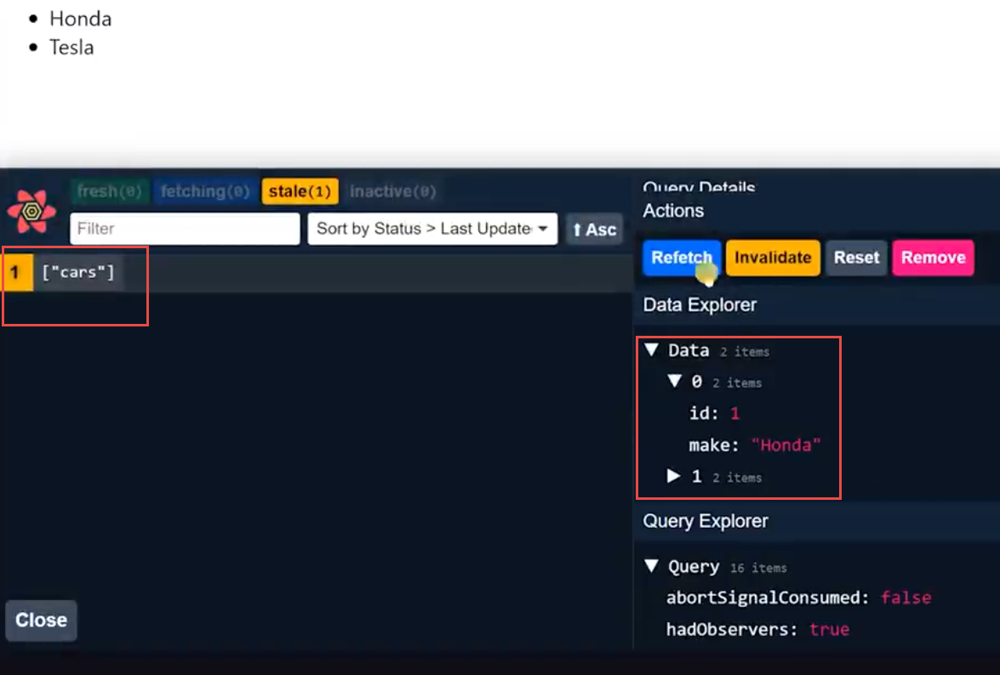 Honda
Tesla
fresh(0) fetching(0) stale(1) inactive(0)
Filter
Sort by Status > Last Update
⬆ Asc
1 ["cars"]
Close
Query Details
Actions
Refetch Invalidate Reset Remove
Data Explorer
▼ Data 2 items
▼ 0 2 items
id: 1
make: "Honda"
▶ 1 2 items
Query Explorer
▼ Query 16 items
abortSignalConsumed: false
hadObservers: true